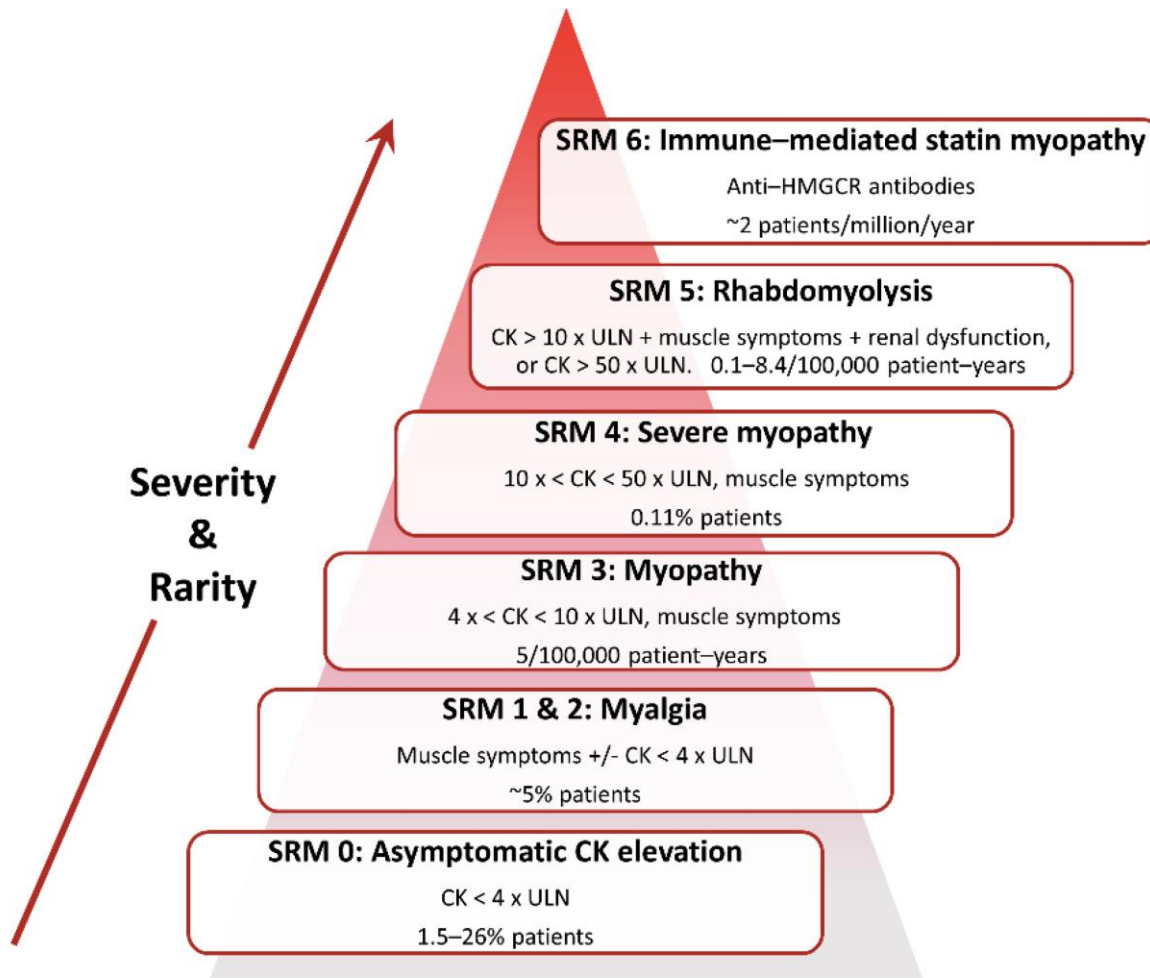 SRM 6: Immune–mediated statin myopathy
Anti–HMGCR antibodies
~2 patients/million/year
SRM 5: Rhabdomyolysis
CK > 10 x ULN + muscle symptoms + renal dysfunction,
or CK > 50 x ULN. 0.1–8.4/100,000 patient–years
SRM 4: Severe myopathy
10 x < CK < 50 x ULN, muscle symptoms
0.11% patients
Severity
&
Rarity
SRM 3: Myopathy
4 x < CK < 10 x ULN, muscle symptoms
5/100,000 patient–years
SRM 1 & 2: Myalgia
Muscle symptoms +/- CK < 4 x ULN
~5% patients
SRM 0: Asymptomatic CK elevation
CK < 4 x ULN
1.5–26% patients